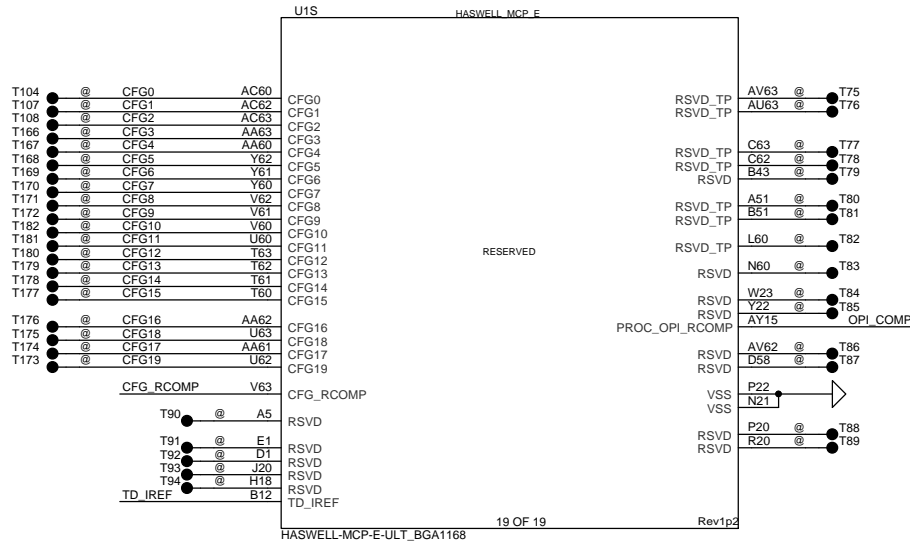 U1S HASWELL_MCP_E
T104 @ CFG0 AC60 CFG0 RSVD_TP AV63 @ T75
T107 @ CFG1 AC62 CFG1 RSVD_TP AU63 @ T76
T108 @ CFG2 AC63 CFG2
T166 @ CFG3 AA63 CFG3
T167 @ CFG4 AA60 CFG4 RSVD_TP C63 @ T77
T168 @ CFG5 Y62 CFG5 RSVD_TP C62 @ T78
T169 @ CFG6 Y61 CFG6 RSVD B43 @ T79
T170 @ CFG7 Y60 CFG7
T171 @ CFG8 V62 CFG8 RSVD_TP A51 @ T80
T172 @ CFG9 V61 CFG9 RSVD_TP B51 @ T81
T182 @ CFG10 V60 CFG10
T181 @ CFG11 U60 CFG11 RSVD_TP L60 @ T82
T180 @ CFG12 T63 CFG12 RESERVED
T179 @ CFG13 T62 CFG13 RSVD N60 @ T83
T178 @ CFG14 T61 CFG14
T177 @ CFG15 T60 CFG15 RSVD W23 @ T84
RSVD Y22 @ T85
T176 @ CFG16 AA62 CFG16 PROC_OPI_RCOMP AY15 OPI_COMP
T175 @ CFG18 U63 CFG18
T174 @ CFG17 AA61 CFG17 RSVD AV62 @ T86
T173 @ CFG19 U62 CFG19 RSVD D58 @ T87
CFG_RCOMP V63 CFG_RCOMP VSS P22
VSS N21
T90 @ A5 RSVD
RSVD P20 @ T88
T91 @ E1 RSVD RSVD R20 @ T89
T92 @ D1 RSVD
T93 @ J20 RSVD
T94 @ H18 RSVD
TD_IREF B12 TD_IREF
19 OF 19 Rev1p2
HASWELL-MCP-E-ULT_BGA1168